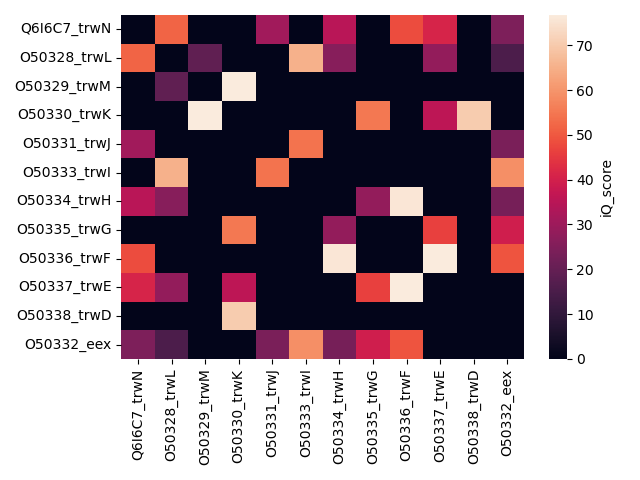 Q6I6C7_trwN
O50328_trwL
O50329_trwM
O50330_trwK
O50331_trwJ
O50333_trwI
O50334_trwH
O50335_trwG
O50336_trwF
O50337_trwE
O50338_trwD
O50332_eex
Q6I6C7_trwN
O50328_trwL
O50329_trwM
O50330_trwK
O50331_trwJ
O50333_trwI
O50334_trwH
O50335_trwG
O50336_trwF
O50337_trwE
O50338_trwD
O50332_eex
70
60
50
40
30
20
10
0
iQ_score